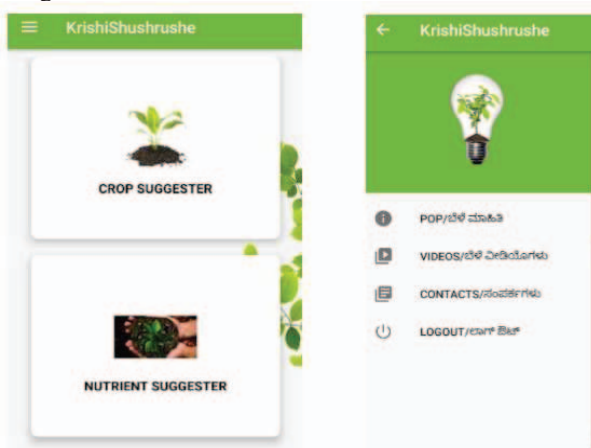 KrishiShushrushe
CROP SUGGESTER
NUTRIENT SUGGESTER
KrishiShushrushe
POP/ಬೆಳೆ ಮಾಹಿತಿ
VIDEOS/ಬೆಳೆ ವೀಡಿಯೊಗಳು
CONTACTS/ಸಂಪರ್ಕಗಳು
LOGOUT/ಲಾಗ್ ಔಟ್